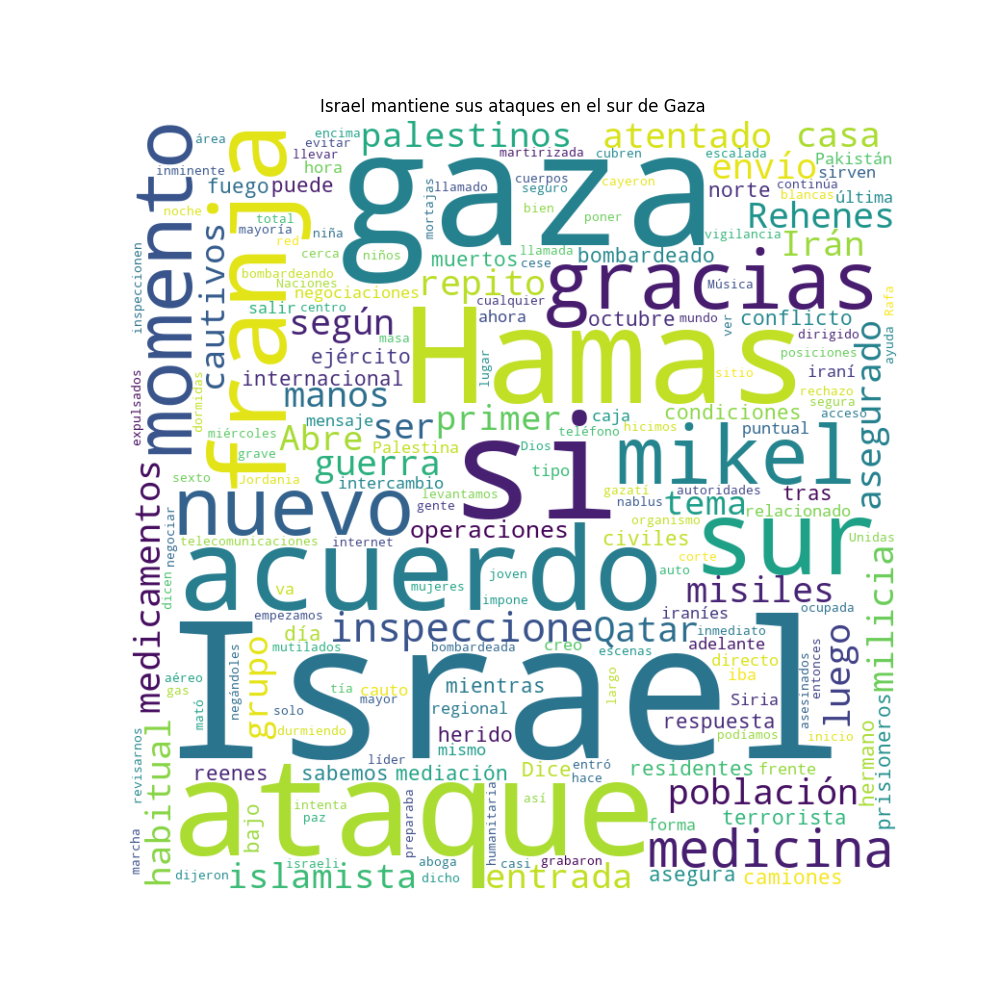 Israel mantiene sus ataques en el sur de Gaza
área
encima
evitar
palestinos
atentado
casa
inminente
momento
franja
llevar
hora
martirizada
cubren
escalada
envío
Pakistán
sirven
fuego
puede
gaza
llamado
cuerpos
seguro
cayeron
norte
continúa
blancas
última
noche
total
mayoría
niña
mortajas
bien
poner
Rehenes
cautivos
red
cerca
niños
muertos
llamada
cese
bombardeado
vigilancia
Irán
inspeccionen
bombardeando
Naciones
negociaciones
repito
gracias
Música
Rafa
salir
centro
cualquier
ahora
octubre
mundo
ver
conflicto
según
masa
Hamas
dirigido
ayuda
ejército
lugar
posiciones
asegurado
expulsados
dormidas
internacional
sitio
iraní
manos
rechazo
segura
mensaje
ser
primer
caja
condiciones
acceso
miércoles
Abre
teléfono
hicimos
puntual
grave
Palestina
si
Dios
mikel
medicamentos
guerra
tipo
sexto
Jordania
intercambio
levantamos
gazatí
autoridades
tras
nuevo
gente
nablus
tema
relacionado
negociar
operaciones
organismo
sur
telecomunicaciones
internet
civiles
Unidas
acuerdo
corte
dicen
va
mujeres
joven
auto
misiles
milicia
impone
empezamos
iraníes
ocupada
día
inspeccione
Qatar
inmediato
mutilados
bombardeada
creo
escenas
adelante
luego
grupo
negándoles
Israel
directo
asesinados
entonces
aéreo
tía
cauto
mientras
largo
iba
gas
mató
solo
mayor
regional
Siria
prisioneros
durmiendo
herido
respuesta
podíamos
inicio
hermano
habitual
revisarnos
mismo
líder
entró
reenes
sabemos
mediación
Dice
hace
residentes
frente
ataque
intenta
así
población
bajo
paz
preparaba
humanitaria
forma
terrorista
marcha
israeli
aboga
casi
grabaron
medicina
dijeron
islamista
dicho
entrada
asegura
camiones